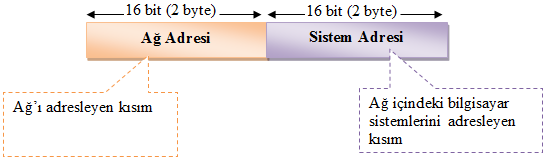 16 bit (2 byte) 16 bit (2 byte)
Ağ Adresi Sistem Adresi
Ağ’ı adresleyen kısım
Ağ içindeki bilgisayar
sistemlerini adresleyen
kısım